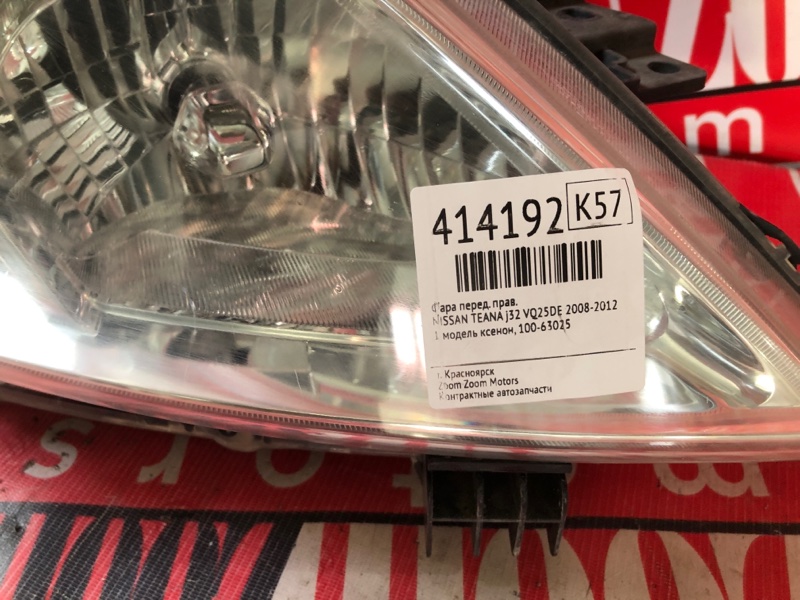 414192 K57
Фара перед. прав.
NISSAN TEANA j32 VQ25DE 2008-2012
1 модель ксенон, 100-63025
г. Красноярск
Zoom Zoom Motors
Контрактные автозапчасти